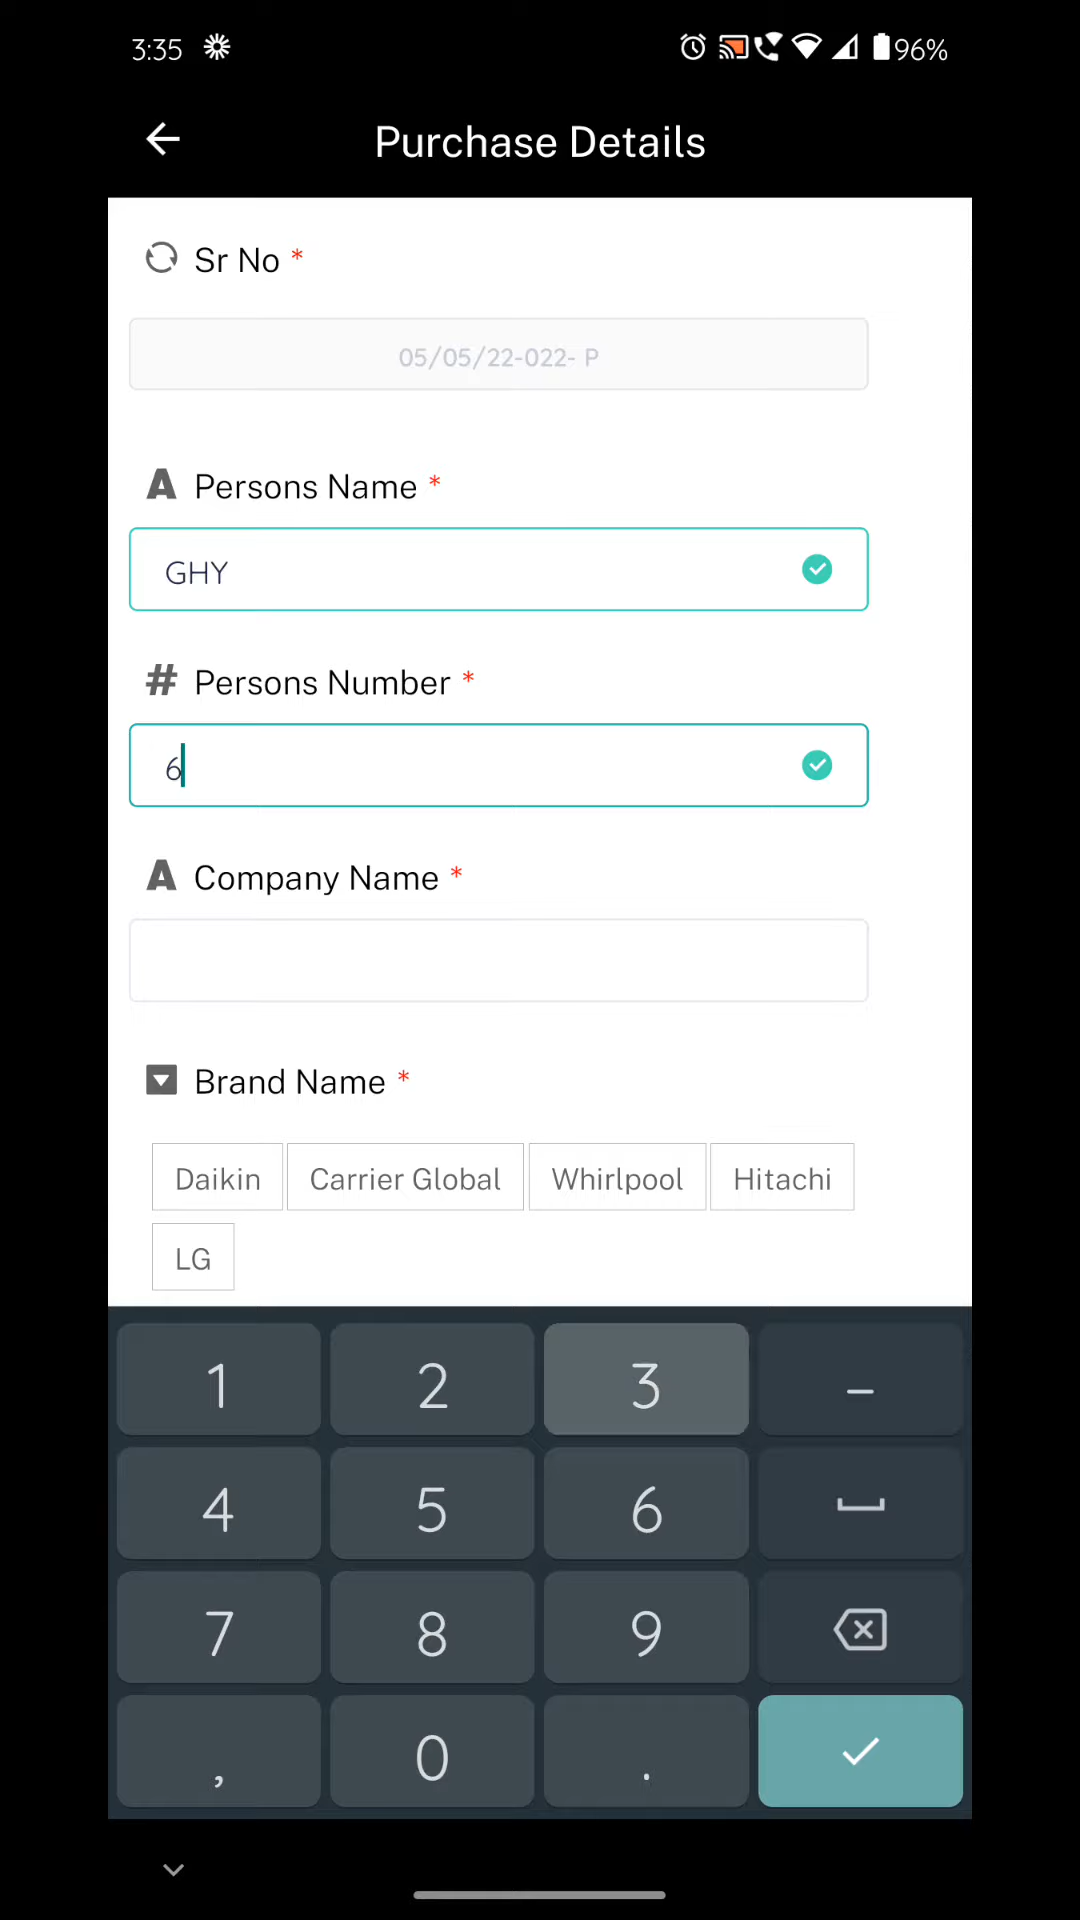 3:35 96%
Purchase Details
Sr No *
05/05/22-022- P
A Persons Name *
GHY
# Persons Number *
6
A Company Name *
Brand Name *
Daikin Carrier Global Whirlpool Hitachi
LG
1 2 3 –
4 5 6
7 8 9
, 0 .